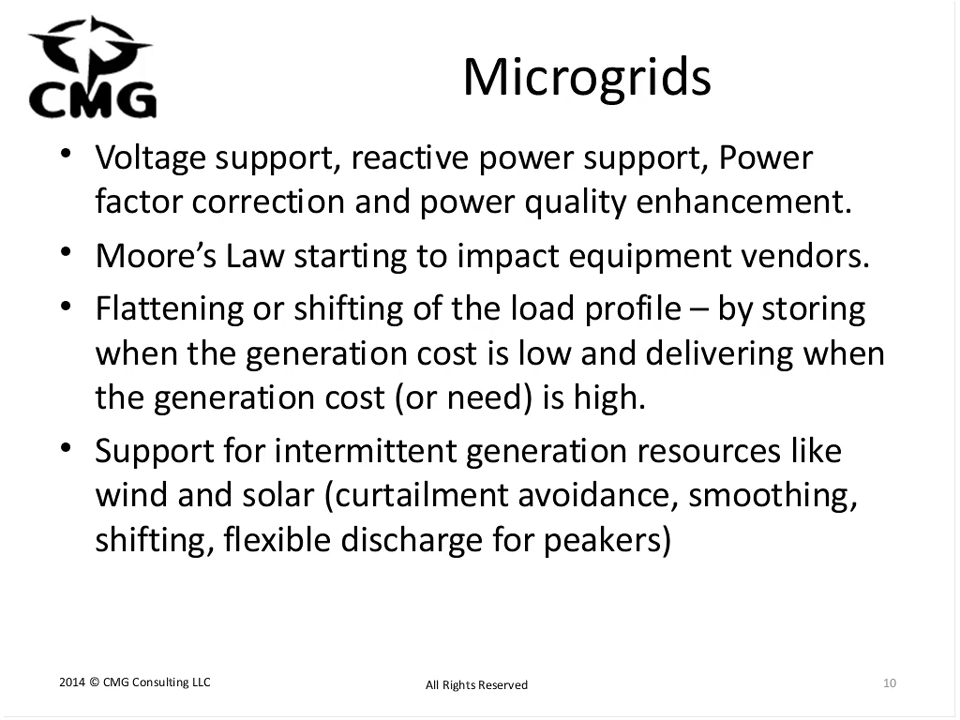 CMG
Microgrids
• Voltage support, reactive power support, Power
factor correction and power quality enhancement.
• Moore’s Law starting to impact equipment vendors.
• Flattening or shifting of the load profile – by storing
when the generation cost is low and delivering when
the generation cost (or need) is high.
• Support for intermittent generation resources like
wind and solar (curtailment avoidance, smoothing,
shifting, flexible discharge for peakers)
2014 © CMG Consulting LLC
All Rights Reserved
10